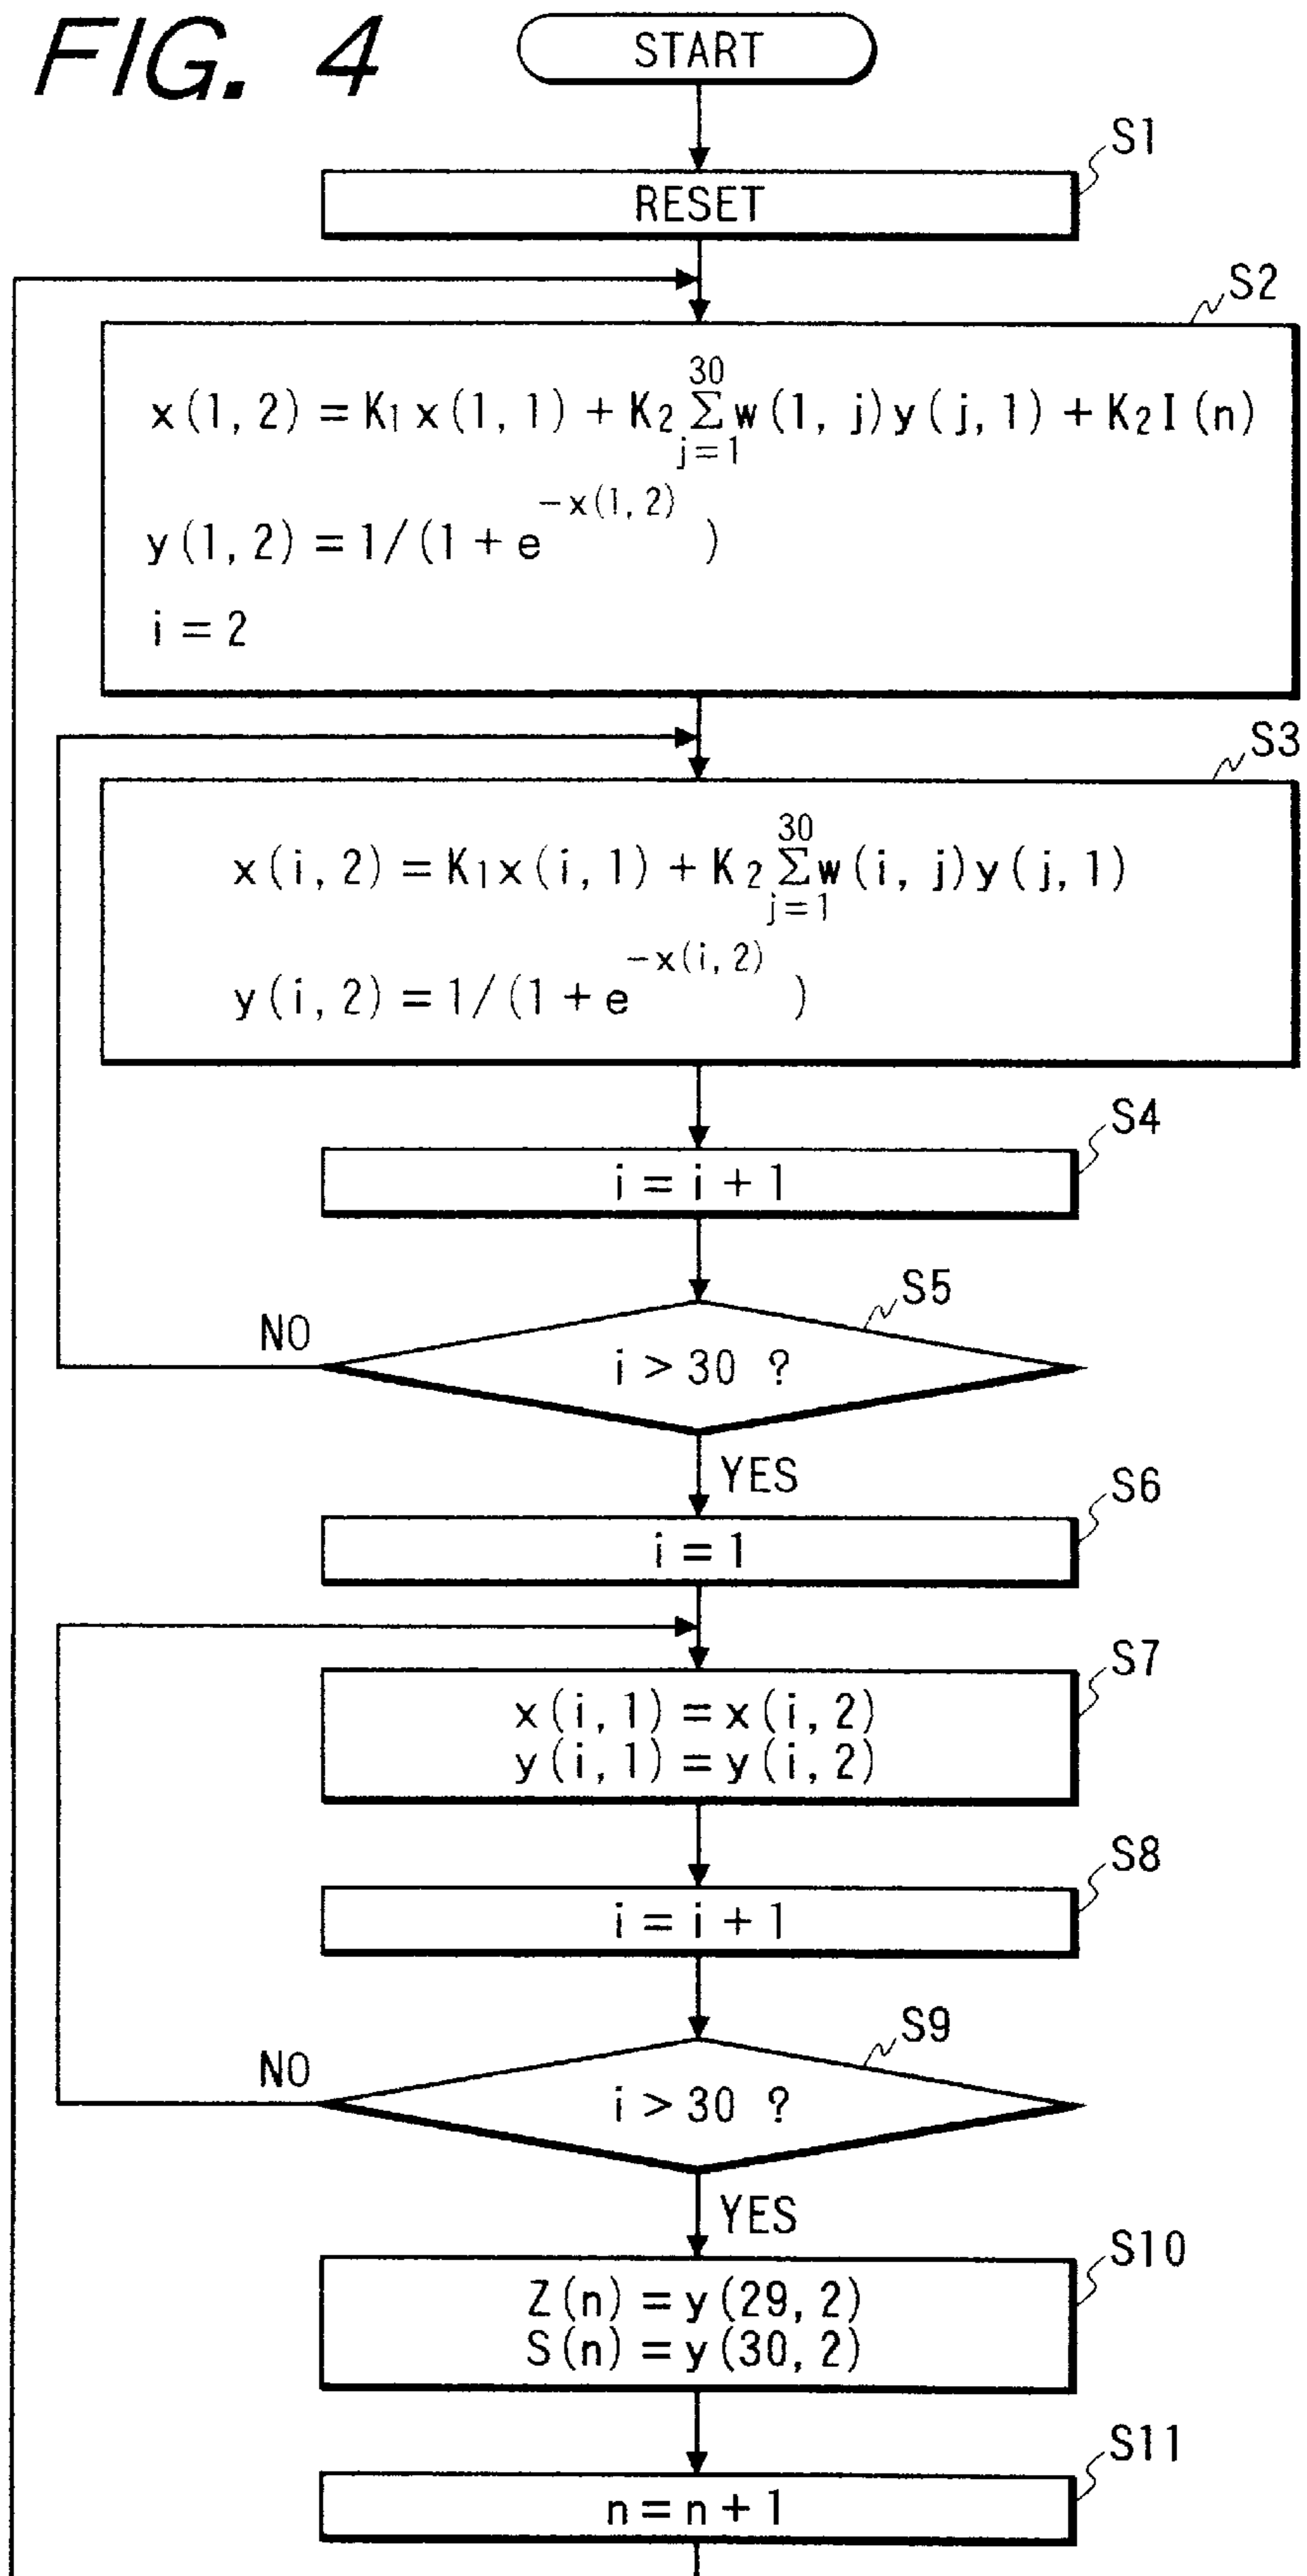 FIG. 4
START
S1
RESET
S2
x(1, 2) = K₁x(1, 1) + K₂ 30 Σ j=1 w(1, j)y(j, 1) + K₂I(n)
y(1, 2) = 1/(1 + e^-x(1, 2))
i = 2
S3
x(i, 2) = K₁x(i, 1) + K₂ 30 Σ j=1 w(i, j)y(j, 1)
y(i, 2) = 1/(1 + e^-x(i, 2))
S4
i = i + 1
S5
NO
i > 30 ?
YES
S6
i = 1
S7
x(i, 1) = x(i, 2)
y(i, 1) = y(i, 2)
S8
i = i + 1
S9
NO
i > 30 ?
YES
S10
Z(n) = y(29, 2)
S(n) = y(30, 2)
S11
n = n + 1